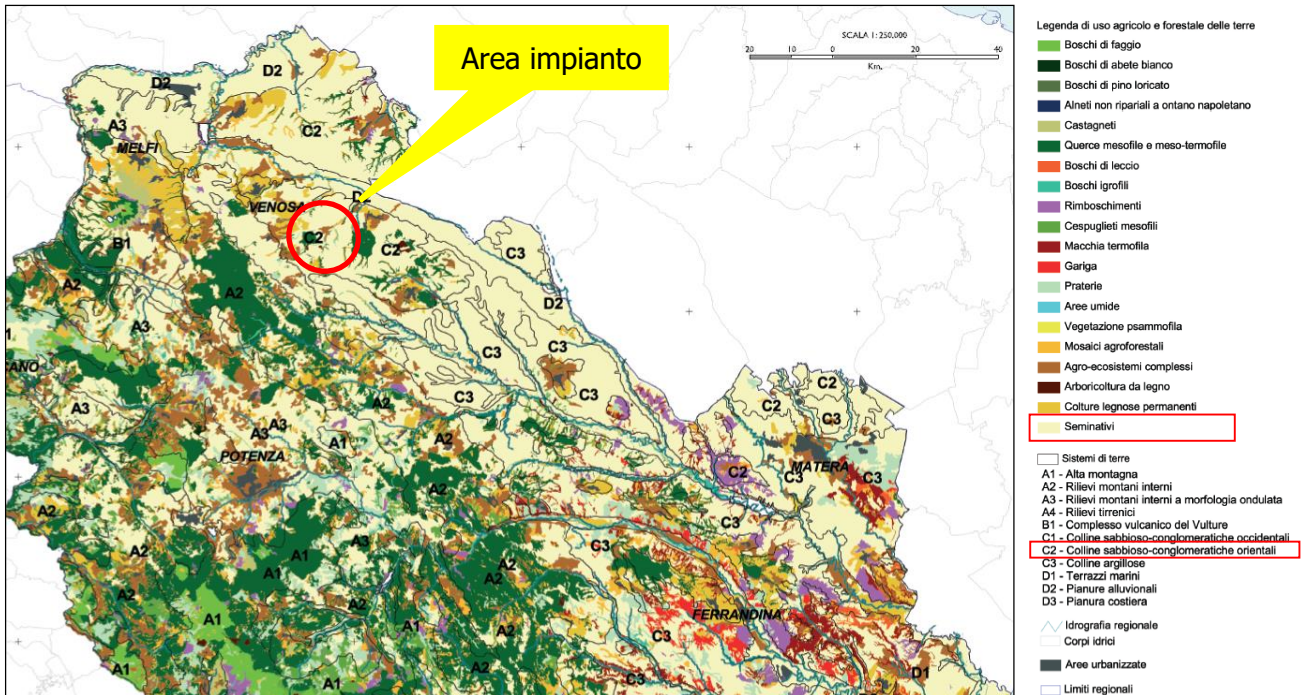 Area impianto
SCALA 1: 250.000
20 10 0 20 40
Km.
D2
D2
A3
C2
MELFI
VENOSA
D2
C2
C2
C3
B1
A2
A2
D2
A3
C3
C3
CANO
C3
C3
C2
C2
A3
A2
C3
A3
A3
A1
A2
POTENZA
C2
MATERA
C3
C3
A2
A2
C3
A2
A1
A3
C3
A1
A2
A2
A2
A2
FERRANDINA
A1
A1
C3
A2
D1
A1
A1
C3
Legenda di uso agricolo e forestale delle terre
Boschi di faggio
Boschi di abete bianco
Boschi di pino loricato
Alneti non ripariali a ontano napoletano
Castagneti
Querce mesofile e meso-termofile
Boschi di leccio
Boschi igrofili
Rimboschimenti
Cespuglieti mesofili
Macchia termofila
Gariga
Praterie
Aree umide
Vegetazione psammofila
Mosaici agroforestali
Agro-ecosistemi complessi
Arboricoltura da legno
Colture legnose permanenti
Seminativi
Sistemi di terre
A1 - Alta montagna
A2 - Rilievi montani interni
A3 - Rilievi montani interni a morfologia ondulata
A4 - Rilievi tirrenici
B1 - Complesso vulcanico del Vulture
C1 - Colline sabbioso-conglomeratiche occidentali
C2 - Colline sabbioso-conglomeratiche orientali
C3 - Colline argillose
D1 - Terrazzi marini
D2 - Pianure alluvionali
D3 - Pianura costiera
Idrografia regionale
Corpi idrici
Aree urbanizzate
Limiti regionali